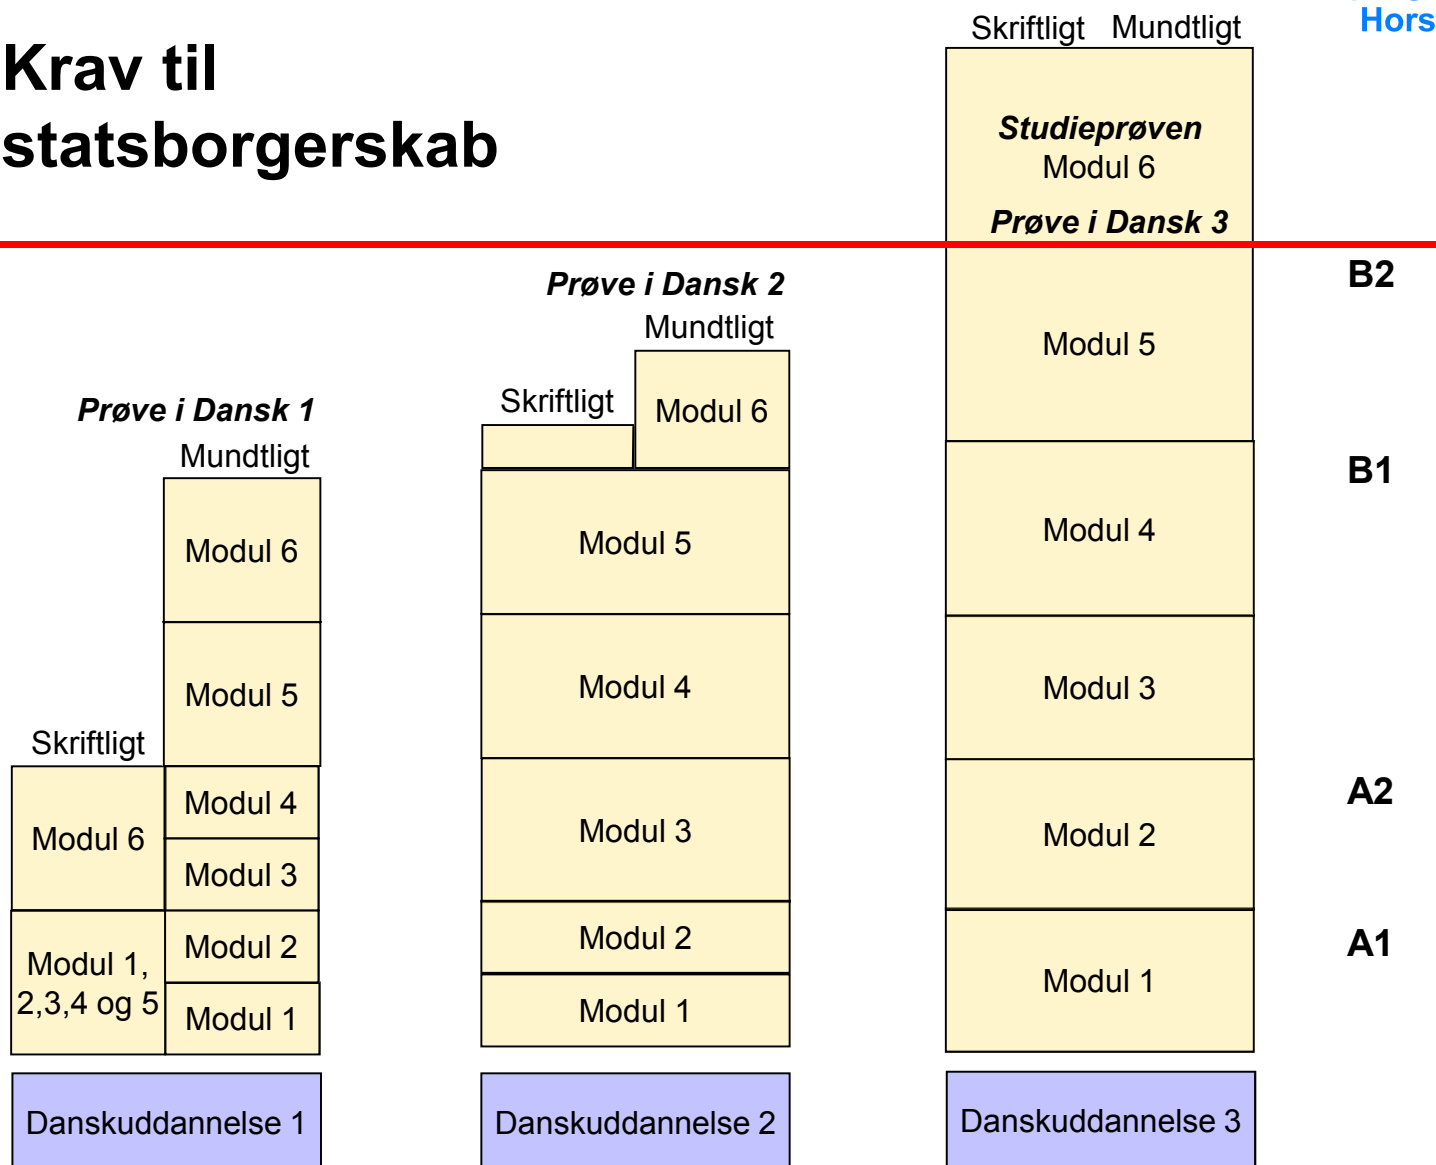 Hors
Krav til
statsborgerskab
Skriftligt Mundtligt
Studieprøven
Modul 6
Prøve i Dansk 3
Modul 5
Modul 4
Modul 3
Modul 2
Modul 1
Danskuddannelse 3
Prøve i Dansk 2
Mundtligt
Skriftligt
Modul 6
Modul 5
Modul 4
Modul 3
Modul 2
Modul 1
Danskuddannelse 2
Prøve i Dansk 1
Mundtligt
Modul 6
Modul 5
Skriftligt
Modul 4
Modul 6
Modul 3
Modul 2
Modul 1,
2,3,4 og 5
Modul 1
Danskuddannelse 1
B2
B1
A2
A1